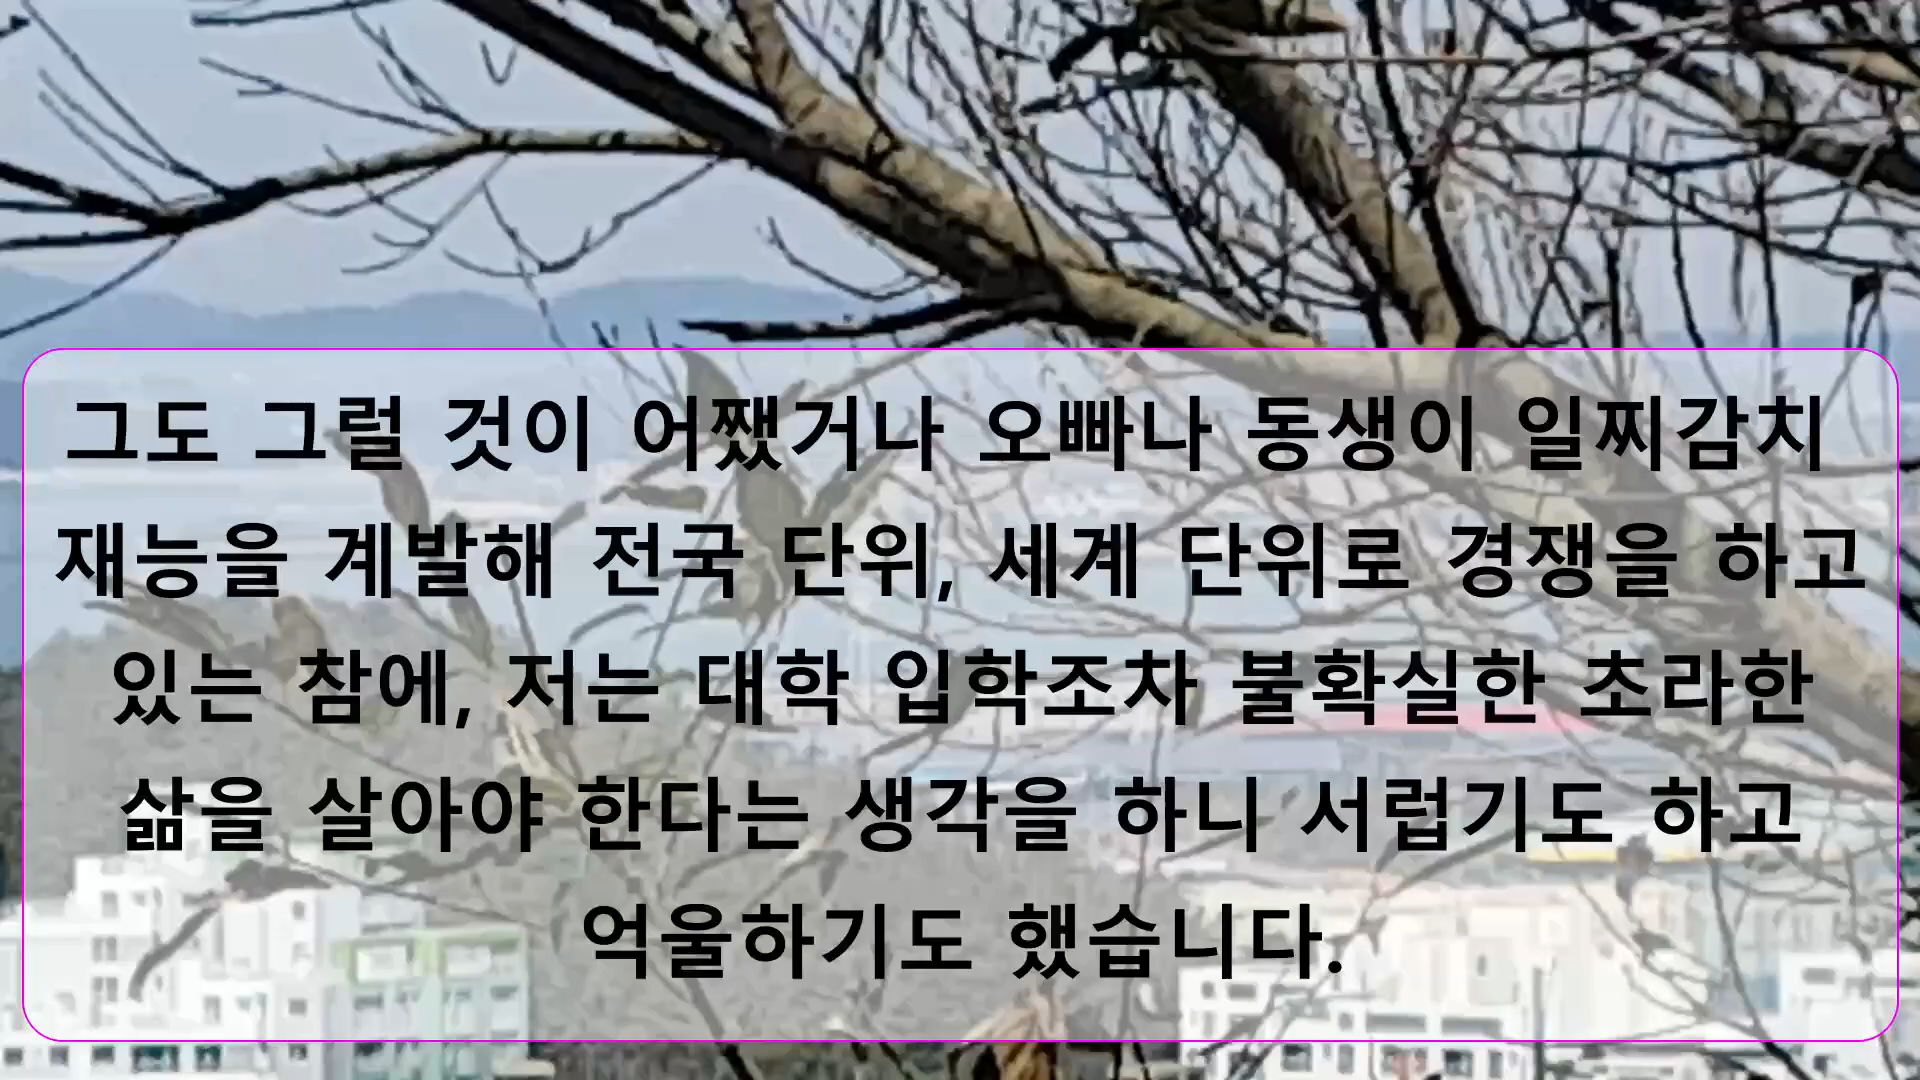 그도 그럴 것이 어쨌거나 오빠나 동생이 일찌감치
재능을 계발해 전국 단위, 세계 단위로 경쟁을 하고
있는 참에, 저는 대학 입학조차 불확실한 초라한
삶을 살아야 한다는 생각을 하니 서럽기도 하고
억울하기도 했습니다.